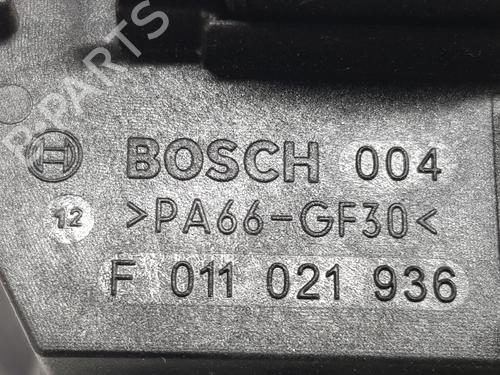 B-PARTS
BOSCH 004
12 >PA66-GF30<
F 011 021 936